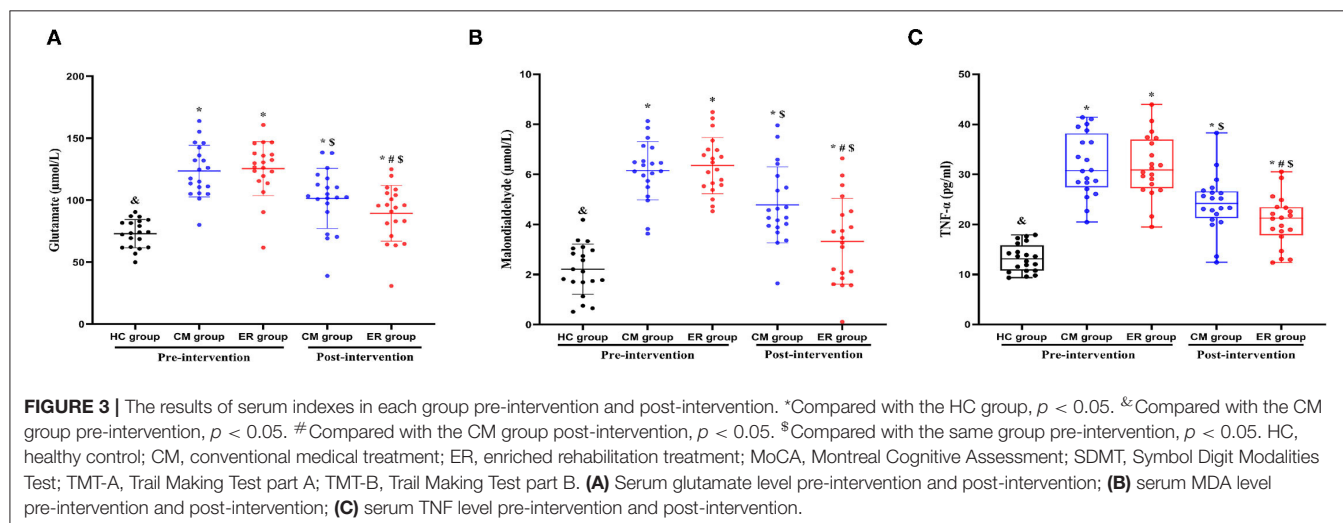 A
B
C
Glutamate (µmol/L)
200
150
100
50
0
&
*
*
* $
* # $
HC group CM group ER group CM group ER group
Pre-intervention Post-intervention
Malondialdehyde (µmol/L)
10
8
6
4
2
0
&
*
*
* $
* # $
HC group CM group ER group CM group ER group
Pre-intervention Post-intervention
TNF-α (pg/ml)
50
40
30
20
10
0
&
*
*
* $
* # $
HC group CM group ER group CM group ER group
Pre-intervention Post-intervention
FIGURE 3 | The results of serum indexes in each group pre-intervention and post-intervention. *Compared with the HC group, p < 0.05. &Compared with the CM
group pre-intervention, p < 0.05. #Compared with the CM group post-intervention, p < 0.05. $Compared with the same group pre-intervention, p < 0.05. HC,
healthy control; CM, conventional medical treatment; ER, enriched rehabilitation treatment; MoCA, Montreal Cognitive Assessment; SDMT, Symbol Digit Modalities
Test; TMT-A, Trail Making Test part A; TMT-B, Trail Making Test part B. (A) Serum glutamate level pre-intervention and post-intervention; (B) serum MDA level
pre-intervention and post-intervention; (C) serum TNF level pre-intervention and post-intervention.